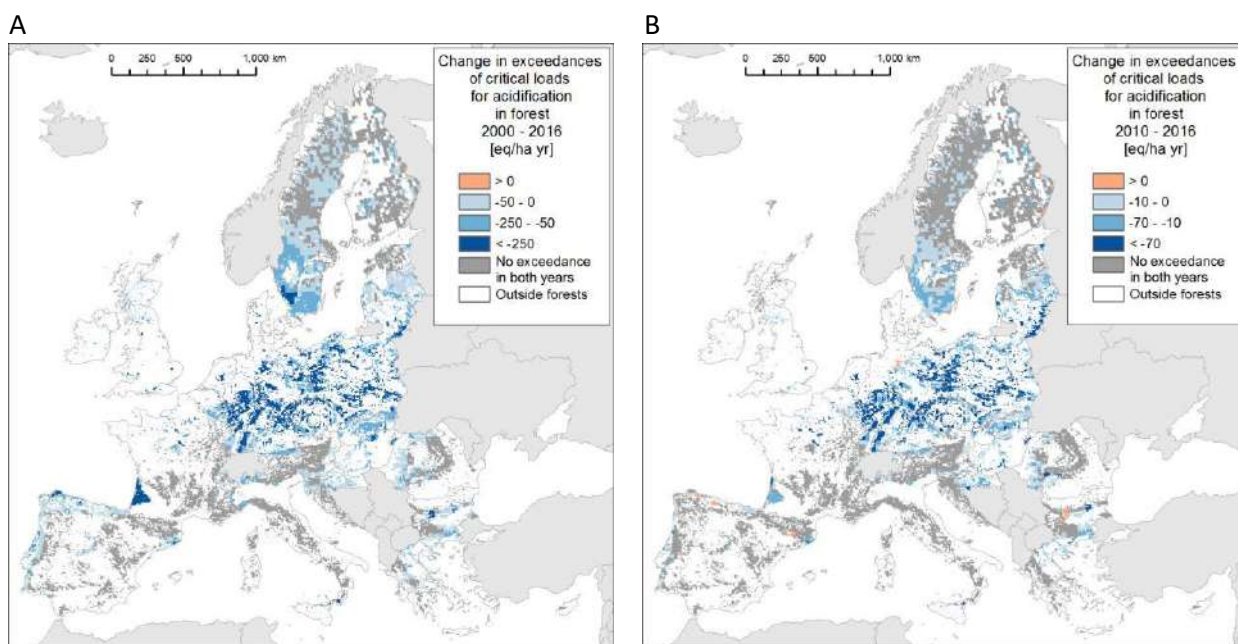 A
0 250 500 1,000 km
Change in exceedances
of critical loads
for acidification
in forest
2000 - 2016
[eq/ha yr]
> 0
-50 - 0
-250 - -50
< -250
No exceedance
in both years
Outside forests
B
0 250 500 1,000 km
Change in exceedances
of critical loads
for acidification
in forest
2010 - 2016
[eq/ha yr]
> 0
-10 - 0
-70 - -10
< -70
No exceedance
in both years
Outside forests